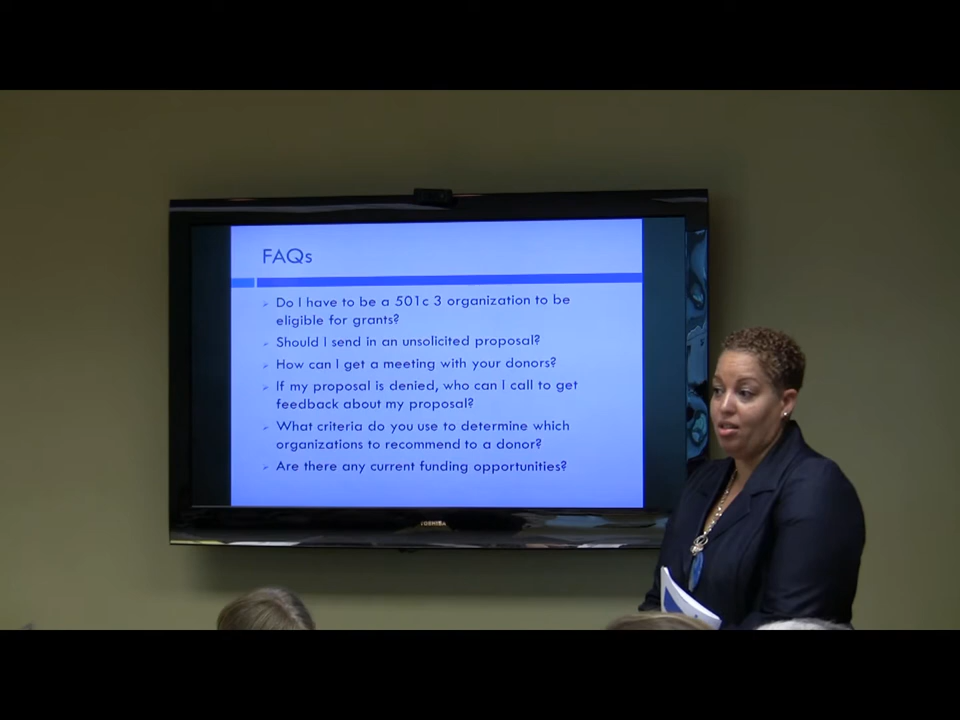 FAQs
Do I have to be a 501c 3 organization to be
eligible for grants?
Should I send in an unsolicited proposal?
How can I get a meeting with your donors?
If my proposal is denied, who can I call to get
feedback about my proposal?
What criteria do you use to determine which
organizations to recommend to a donor?
Are there any current funding opportunities?
TOSHIBA